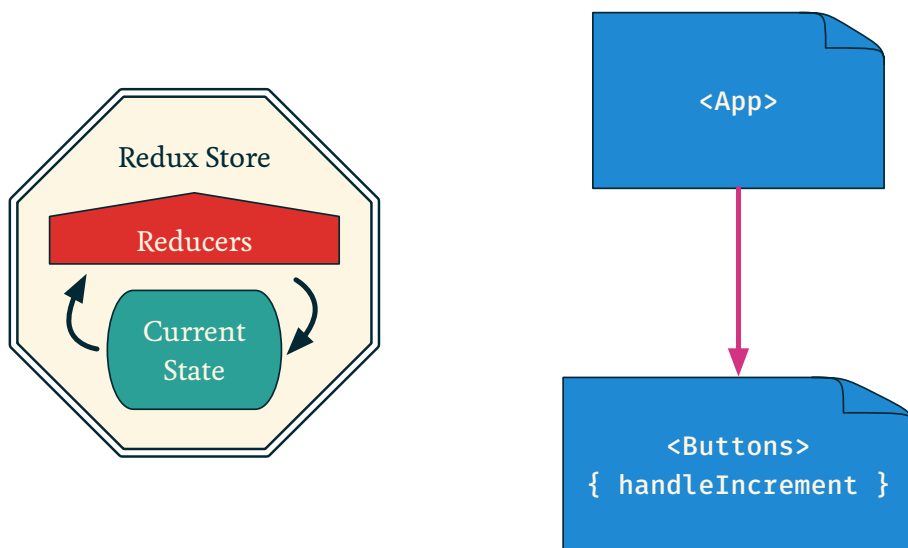 Redux Store
Reducers
Current
State
<App>
<Buttons>
{ handleIncrement }